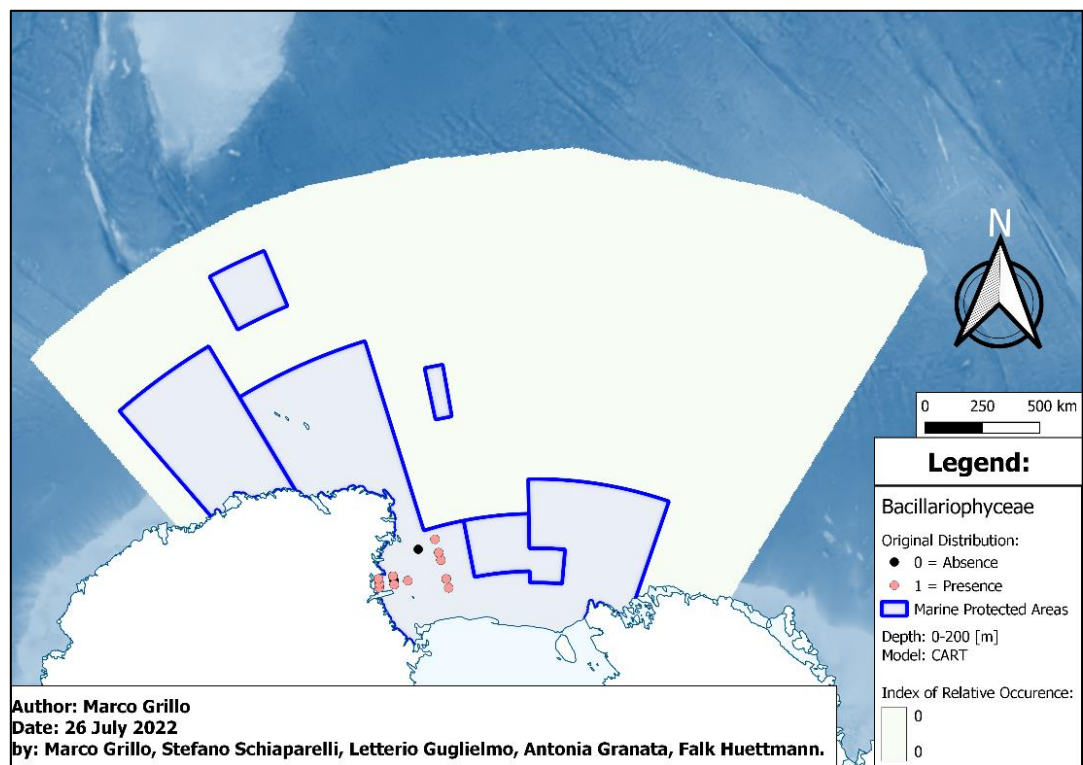 N
0 250 500 km
Legend:
Bacillariophyceae
Original Distribution:
0 = Absence
1 = Presence
Marine Protected Areas
Depth: 0-200 [m]
Model: CART
Index of Relative Occurence:
0
0
Author: Marco Grillo
Date: 26 July 2022
by: Marco Grillo, Stefano Schiaparelli, Letterio Guglielmo, Antonia Granata, Falk Huettmann.